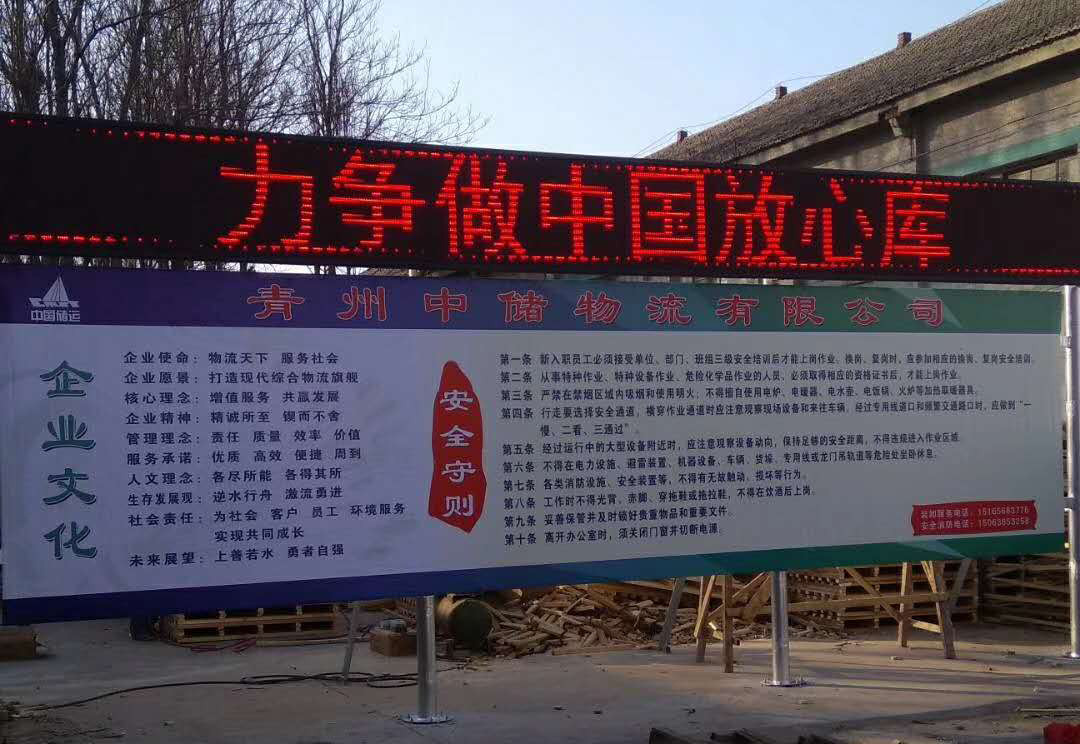 力争做中国放心库
中国储运
青州中储物流有限公司
企业文化
企业使命：物流天下 服务社会
企业愿景：打造现代综合物流旗舰
核心理念：增值服务 共赢发展
企业精神：精诚所至 锲而不舍
管理理念：责任 质量 效率 价值
服务承诺：优质 高效 便捷 周到
人文理念：各尽所能 各得其所
生存发展观：逆水行舟 激流勇进
社会责任：为社会 客户 员工 环境服务
实现共同成长
未来展望：上善若水 勇者自强
安全守则
第一条 新入职员工必须接受单位、部门、班组三级安全培训后才能上岗作业、换岗、复岗时，应参加相应的换岗、复岗安全培训。
第二条 从事特种作业、特种设备作业、危险化学品作业的人员、必须取得相应的资格证书后，才能上岗作业。
第三条 严禁在禁烟区域内吸烟和使用明火；不得擅自使用电炉、电暖器、电水壶、电饭锅、火炉等加热取暖器具。
第四条 行走要选择安全通道，横穿作业通道时应注意观察现场设备和来往车辆。经过专用线道口和频繁交通路口时，应做到“一
慢、二看、三通过”。
第五条 经过运行中的大型设备附近时，应注意观察设备动向，保持足够的安全距离，不得违规进入作业区域。
第六条 不得在电力设施、避雷装置、机器设备、车辆、货垛、专用线或龙门吊轨道等危险处坐卧休息。
第七条 各类消防设施、安全装置等，不得有无故触动、损坏等行为。
第八条 工作时不得光背、赤脚、穿拖鞋或拖拉鞋，不得在饮酒后上岗。
第九条 妥善保管并及时锁好贵重物品和重要文件。
第十条 离开办公室时，须关闭门窗并切断电源。
装卸服务电话：15165683776
安全消防电话：15063853258